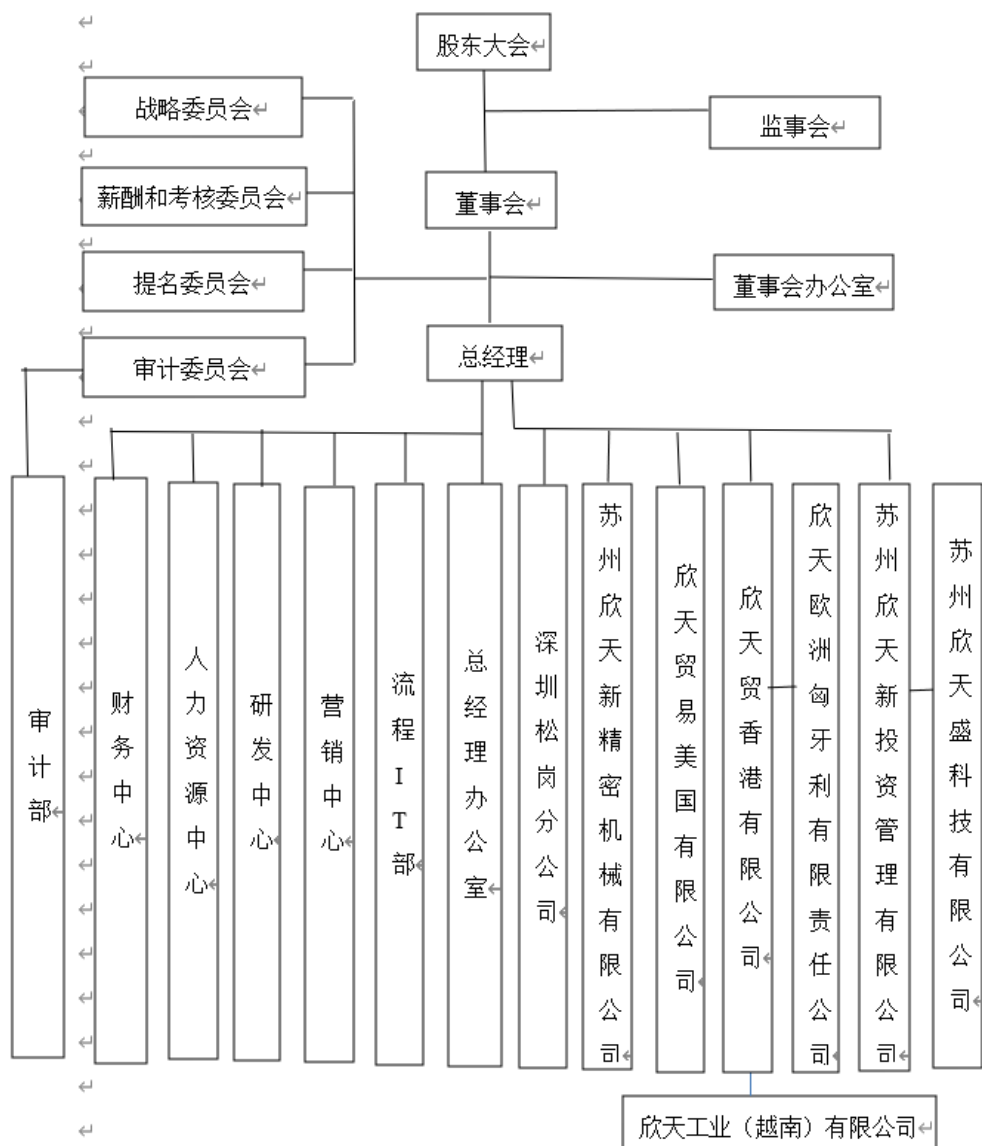 股东大会
战略委员会
监事会
薪酬和考核委员会
董事会
提名委员会
董事会办公室
总经理
审计委员会
审计部
财务中心
人力资源中心
研发中心
营销中心
流程IT部
总经理办公室
深圳松岗分公司
苏州欣天新精密机械有限公司
欣天贸易美国有限公司
欣天贸香港有限公司
欣天欧洲匈牙利有限责任公司
苏州欣天新投资管理有限公司
苏州欣天盛科技有限公司
欣天工业（越南）有限公司